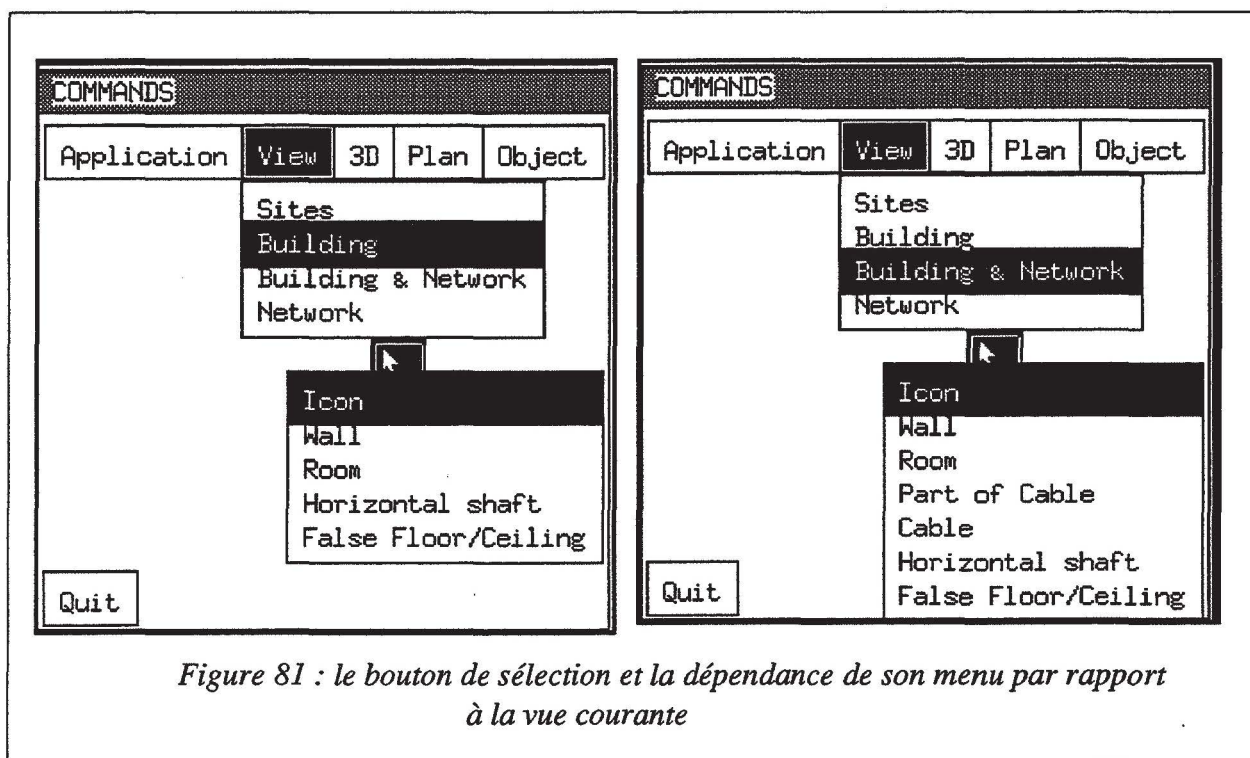 COMMANDS
Application View 3D Plan Object
Sites
Building
Building & Network
Network
Icon
Wall
Room
Horizontal shaft
False Floor/Ceiling
Quit
COMMANDS
Application View 3D Plan Object
Sites
Building
Building & Network
Network
Icon
Wall
Room
Part of Cable
Cable
Horizontal shaft
False Floor/Ceiling
Quit
Figure 81 : le bouton de sélection et la dépendance de son menu par rapport
à la vue courante